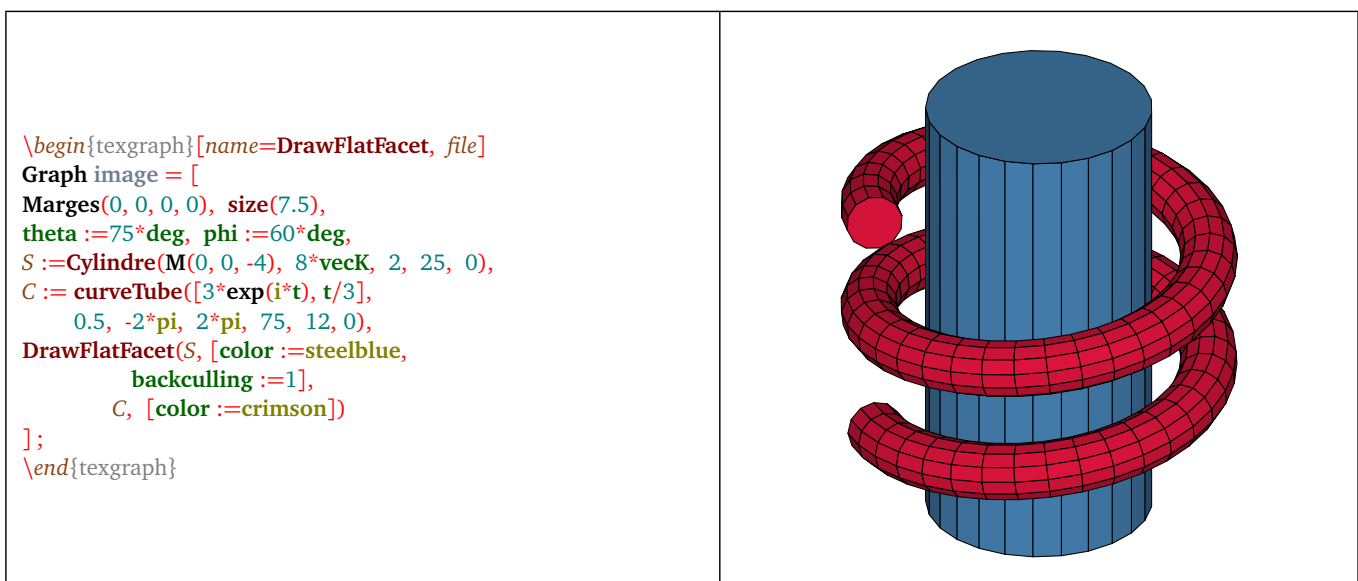 \begin{texgraph}[name=DrawFlatFacet, file]
Graph image = [
Marges(0, 0, 0, 0), size(7.5),
theta :=75*deg, phi :=60*deg,
S :=Cylindre(M(0, 0, -4), 8*vecK, 2, 25, 0),
C := curveTube([3*exp(i*t), t/3],
0.5, -2*pi, 2*pi, 75, 12, 0),
DrawFlatFacet(S, [color :=steelblue,
backculling :=1],
C, [color :=crimson])
] ;
\end{texgraph}